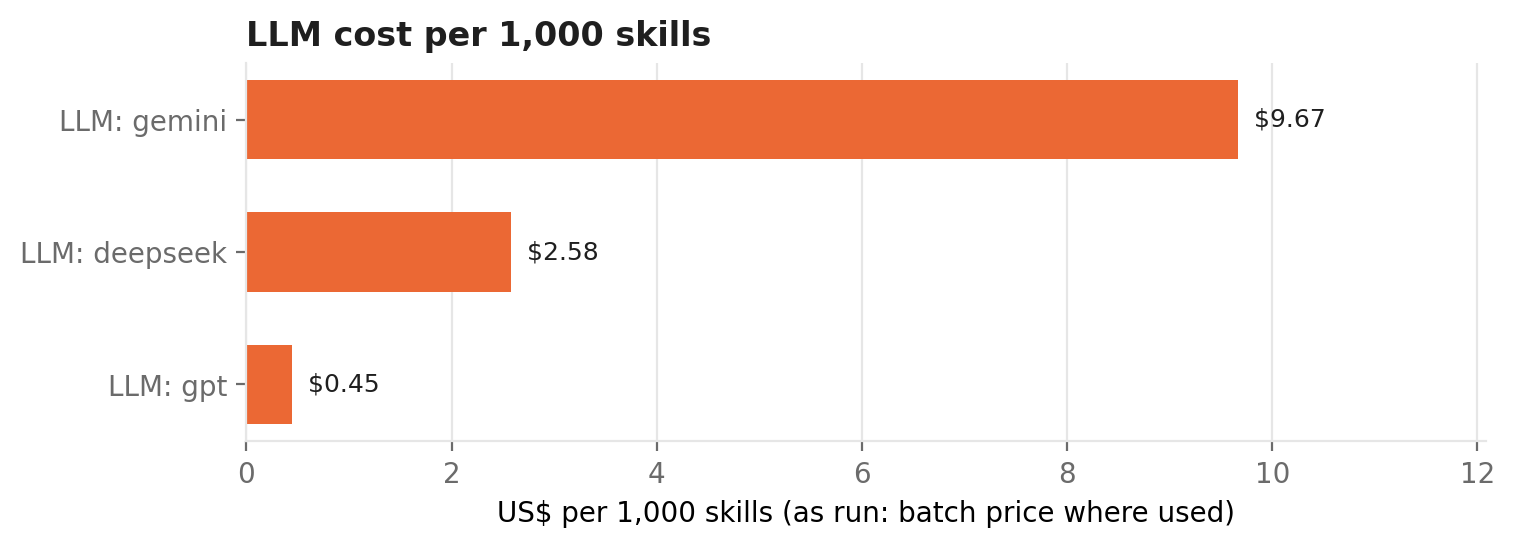 LLM cost per 1,000 skills
LLM: gemini
$9.67
LLM: deepseek
$2.58
LLM: gpt
$0.45
0 2 4 6 8 10 12
US$ per 1,000 skills (as run: batch price where used)